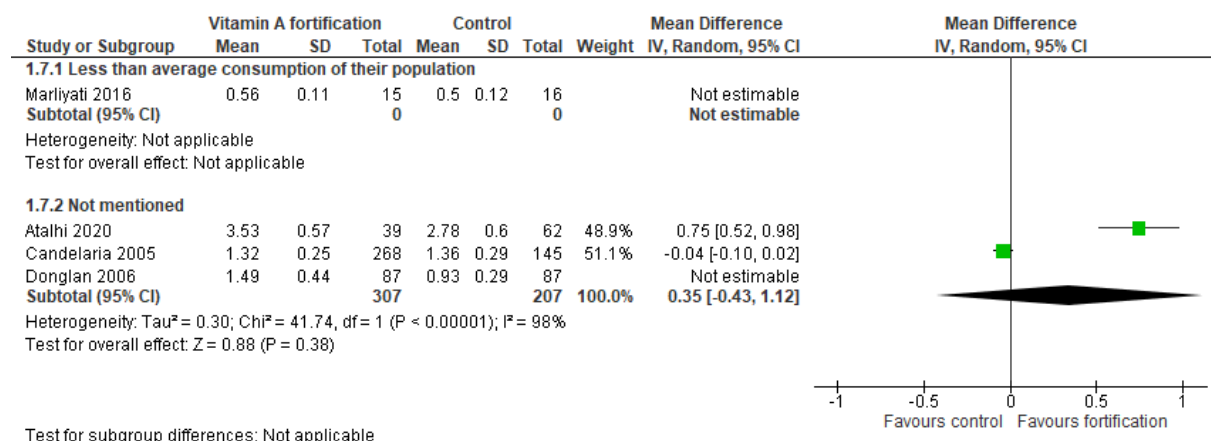 Vitamin A fortification Control Mean Difference Mean Difference
Study or Subgroup Mean SD Total Mean SD Total Weight IV, Random, 95% CI IV, Random, 95% CI
1.7.1 Less than average consumption of their population
Marliyati 2016 0.56 0.11 15 0.5 0.12 16 Not estimable
Subtotal (95% CI) 0 0 Not estimable
Heterogeneity: Not applicable
Test for overall effect: Not applicable
1.7.2 Not mentioned
Atalhi 2020 3.53 0.57 39 2.78 0.6 62 48.9% 0.75 [0.52, 0.98]
Candelaria 2005 1.32 0.25 268 1.36 0.29 145 51.1% -0.04 [-0.10, 0.02]
Donglan 2006 1.49 0.44 87 0.93 0.29 87 Not estimable
Subtotal (95% CI) 307 207 100.0% 0.35 [-0.43, 1.12]
Heterogeneity: Tau² = 0.30; Chi² = 41.74, df = 1 (P < 0.00001); I² = 98%
Test for overall effect: Z = 0.88 (P = 0.38)
-1 -0.5 0 0.5 1
Favours control Favours fortification
Test for subgroup differences: Not applicable